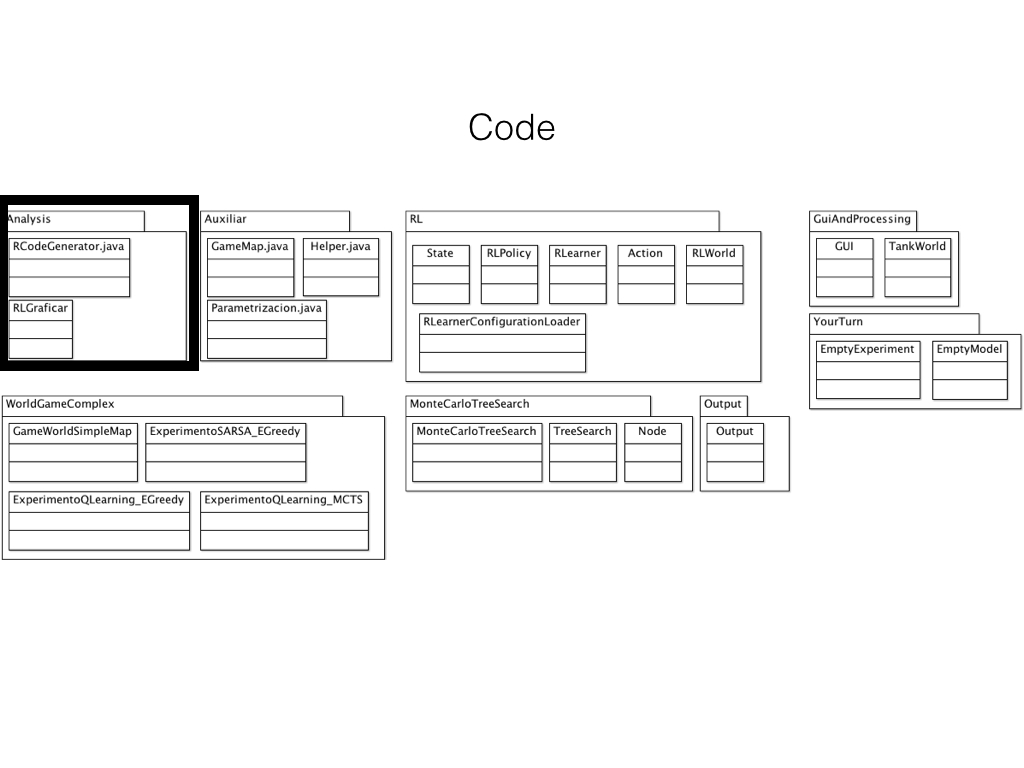 Code
Analysis
RCodeGenerator.java
RLGraficar
Auxiliar
GameMap.java
Helper.java
Parametrizacion.java
RL
State
RLPolicy
RLearner
Action
RLWorld
RLearnerConfigurationLoader
GuiAndProcessing
GUI
TankWorld
YourTurn
EmptyExperiment
EmptyModel
WorldGameComplex
GameWorldSimpleMap
ExperimentoSARSA_EGreedy
ExperimentoQLearning_EGreedy
ExperimentoQLearning_MCTS
MonteCarloTreeSearch
MonteCarloTreeSearch
TreeSearch
Node
Output
Output